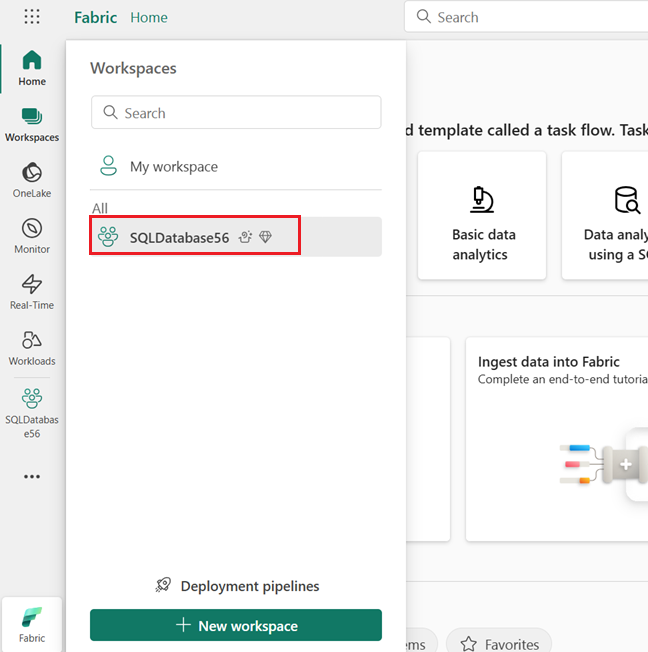 Fabric Home
Search
Home
Workspaces
OneLake
Monitor
Real-Time
Workloads
SQLDatabas
e56
Fabric
Workspaces
Search
My workspace
All
SQLDatabase56
Deployment pipelines
New workspace
d template called a task flow. Task
Basic data
analytics
Data analy
using a S
Ingest data into Fabric
Complete an end-to-end tutoria
ems
Favorites